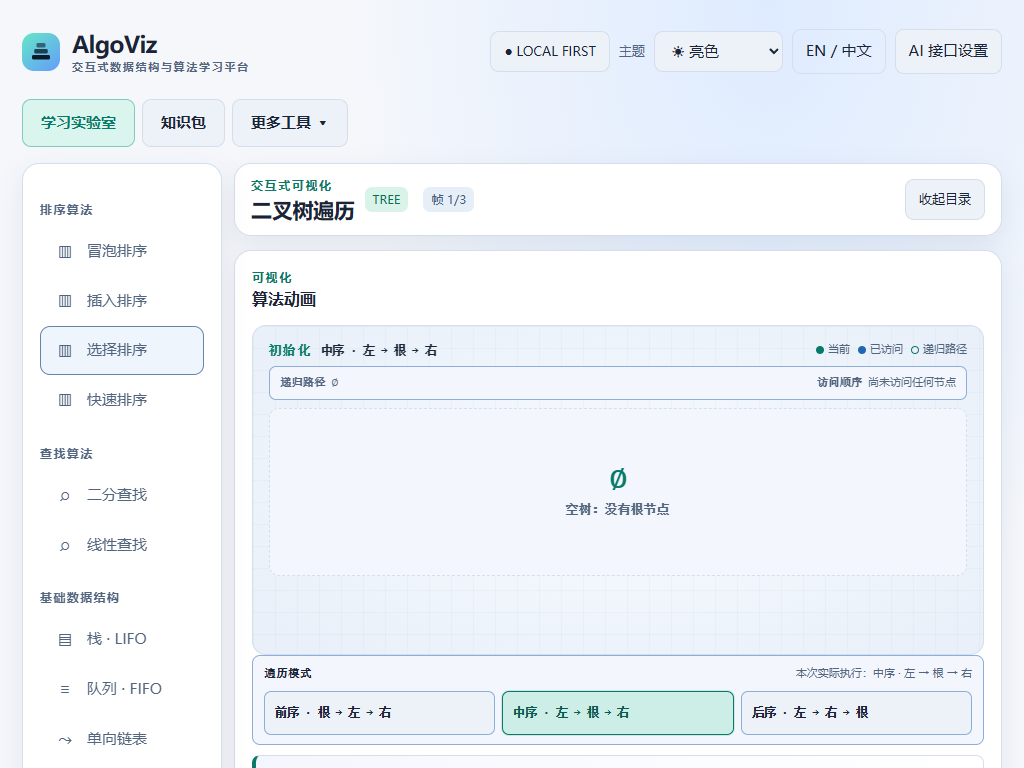 AlgoViz
交互式数据结构与算法学习平台
● LOCAL FIRST
主题
☀ 亮色
EN / 中文
AI 接口设置
学习实验室
知识包
更多工具 ▾
排序算法
冒泡排序
插入排序
选择排序
快速排序
查找算法
二分查找
线性查找
基础数据结构
栈 · LIFO
队列 · FIFO
单向链表
交互式可视化
二叉树遍历
TREE
帧 1/3
收起目录
可视化
算法动画
初始化 中序 · 左 → 根 → 右
当前 已访问 递归路径
递归路径 ∅
访问顺序 尚未访问任何节点
∅
空树：没有根节点
遍历模式
本次实际执行：中序 · 左 → 根 → 右
前序 · 根 → 左 → 右
中序 · 左 → 根 → 右
后序 · 左 → 右 → 根